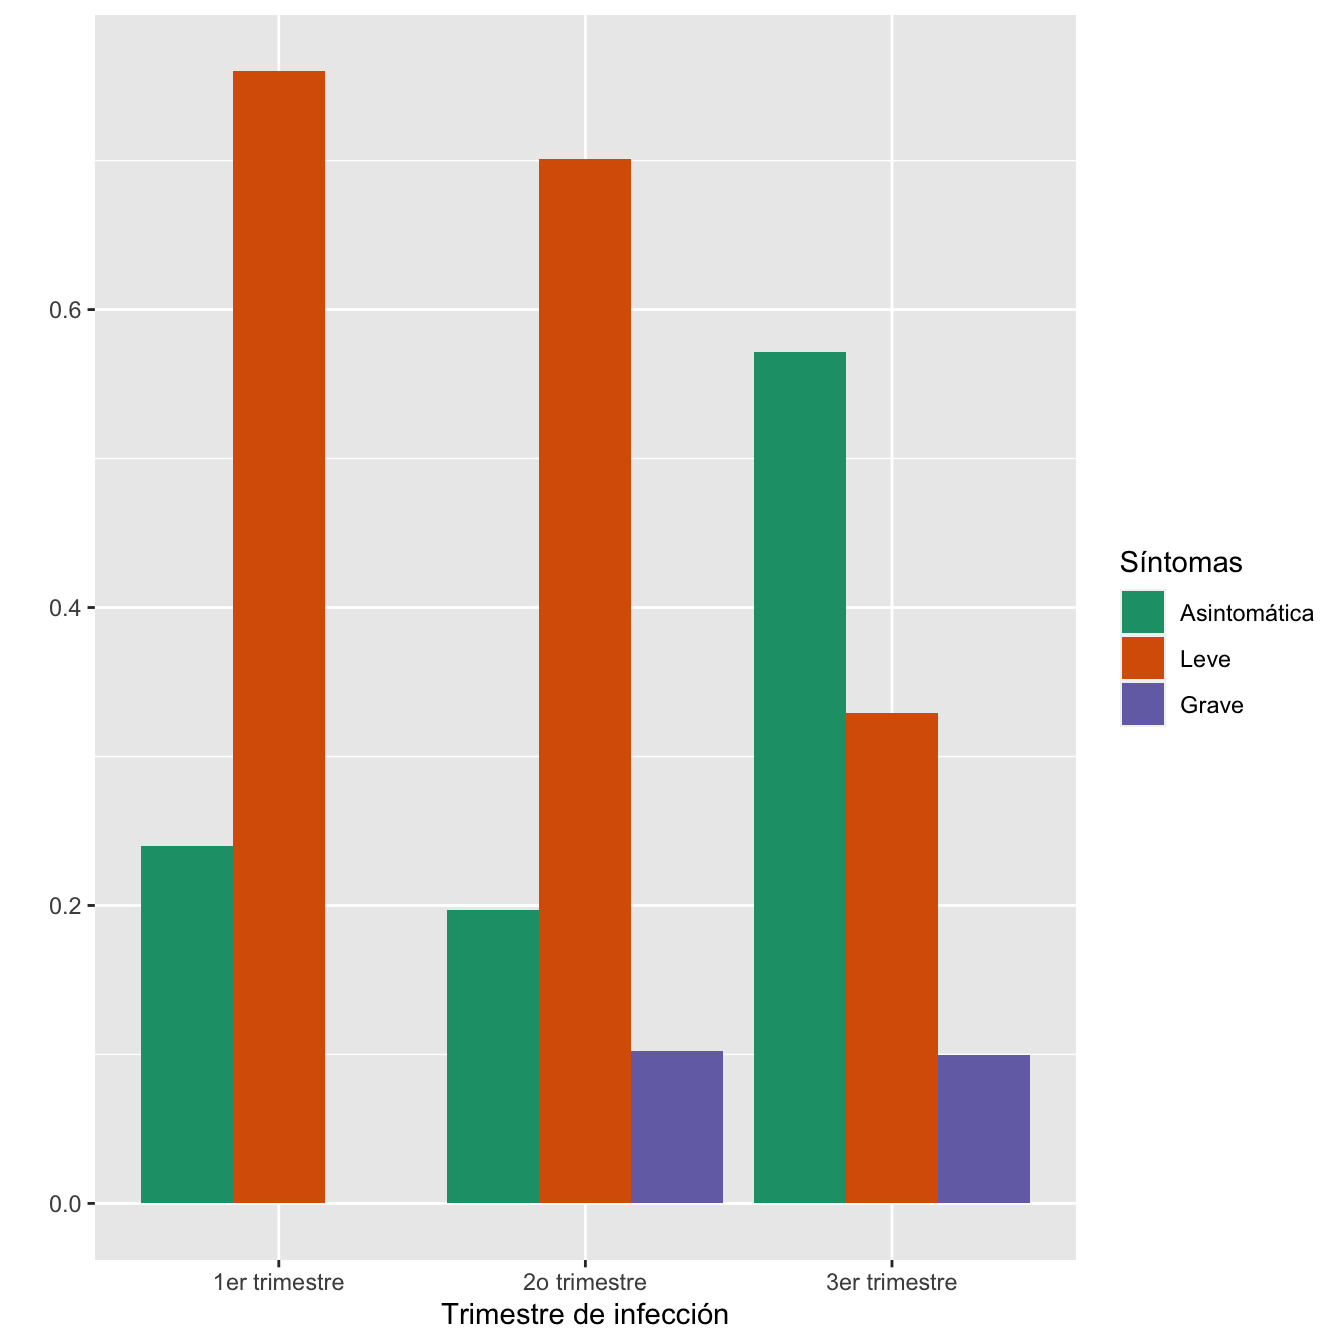 0.6
0.4
0.2
0.0
1er trimestre
2o trimestre
3er trimestre
Trimestre de infección
Síntomas
Asintomática
Leve
Grave